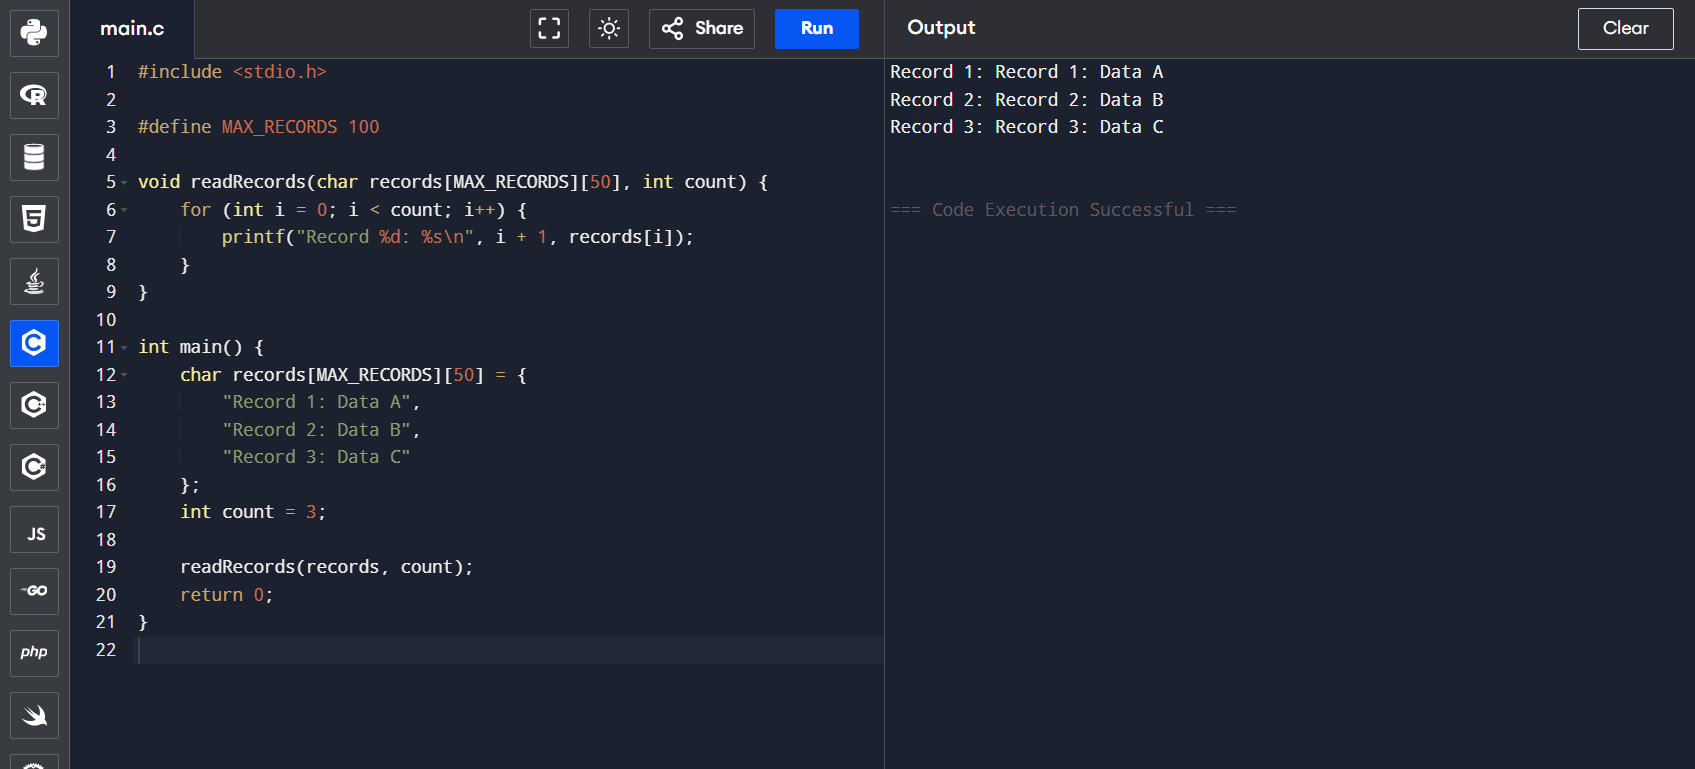 main.c
Share
Run
Output
Clear
JS
GO
php
1 #include <stdio.h>
2
3 #define MAX_RECORDS 100
4
5 void readRecords(char records[MAX_RECORDS][50], int count) {
6     for (int i = 0; i < count; i++) {
7         printf("Record %d: %s\n", i + 1, records[i]);
8     }
9 }
10
11 int main() {
12     char records[MAX_RECORDS][50] = {
13         "Record 1: Data A",
14         "Record 2: Data B",
15         "Record 3: Data C"
16     };
17     int count = 3;
18
19     readRecords(records, count);
20     return 0;
21 }
22
Record 1: Record 1: Data A
Record 2: Record 2: Data B
Record 3: Record 3: Data C
=== Code Execution Successful ===